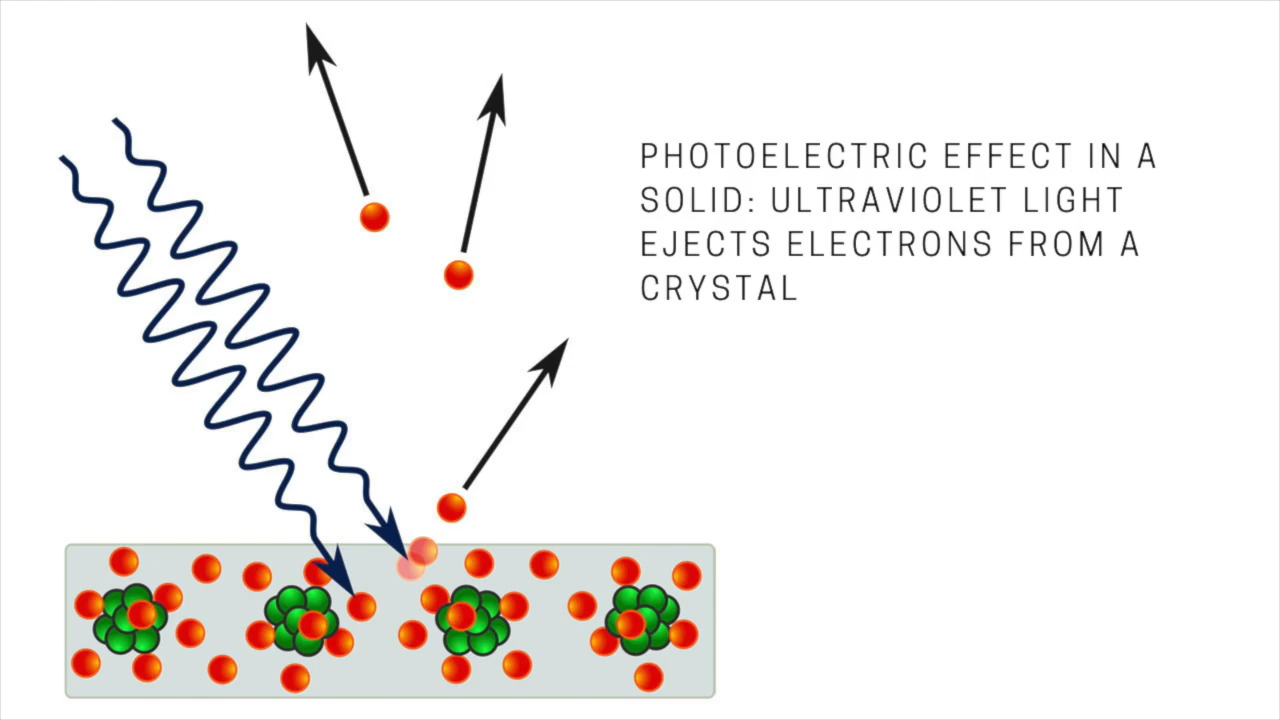 PHOTOELECTRIC EFFECT IN A
SOLID: ULTRAVIOLET LIGHT
EJECTS ELECTRONS FROM A
CRYSTAL